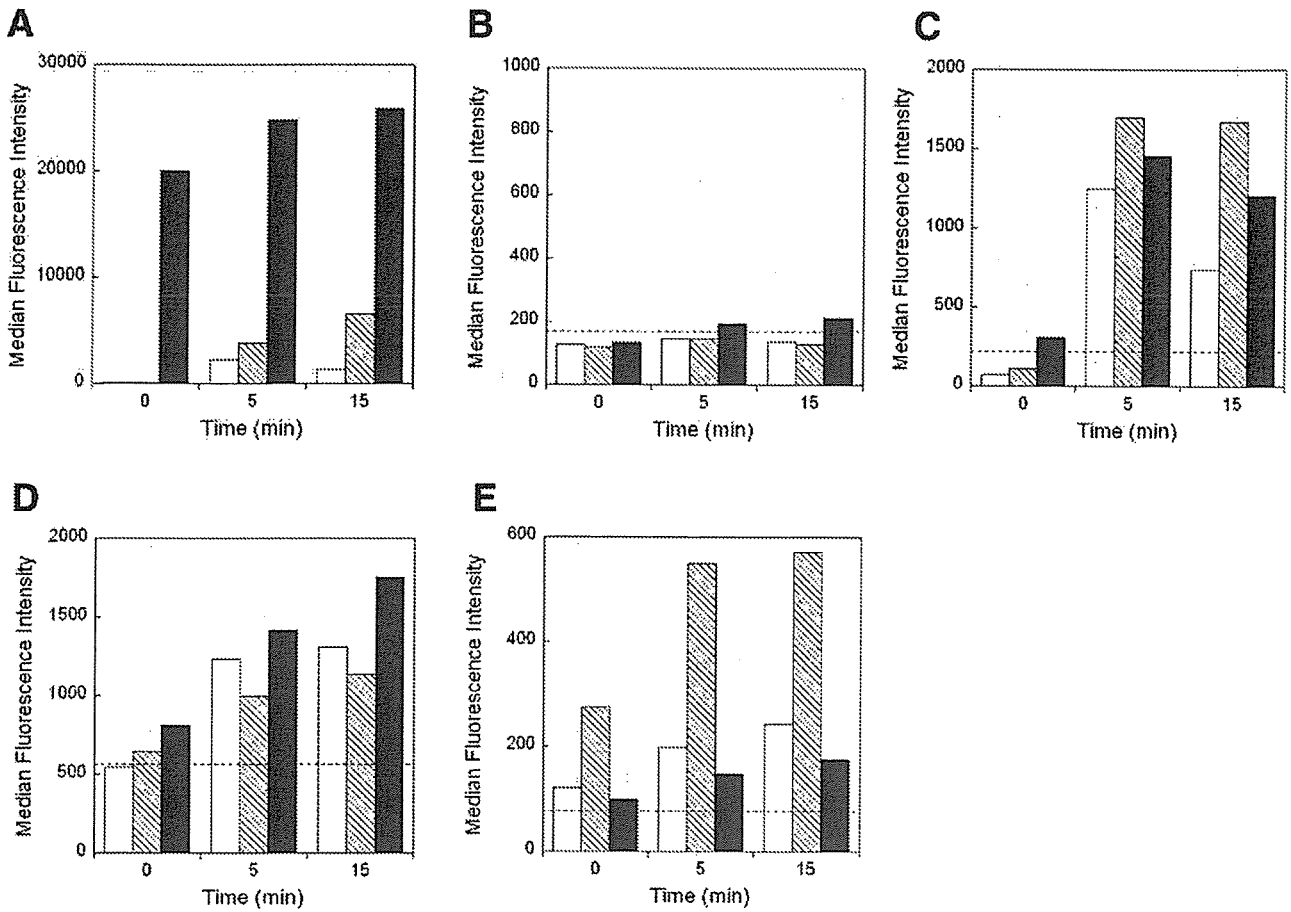 A
Median Fluorescence Intensity
30000
20000
10000
0
0 5 15
Time (min)
B
Median Fluorescence Intensity
1000
800
600
400
200
0
0 5 15
Time (min)
C
Median Fluorescence Intensity
2000
1500
1000
500
0
0 5 15
Time (min)
D
Median Fluorescence Intensity
2000
1500
1000
500
0
0 5 15
Time (min)
E
Median Fluorescence Intensity
600
400
200
0
0 5 15
Time (min)